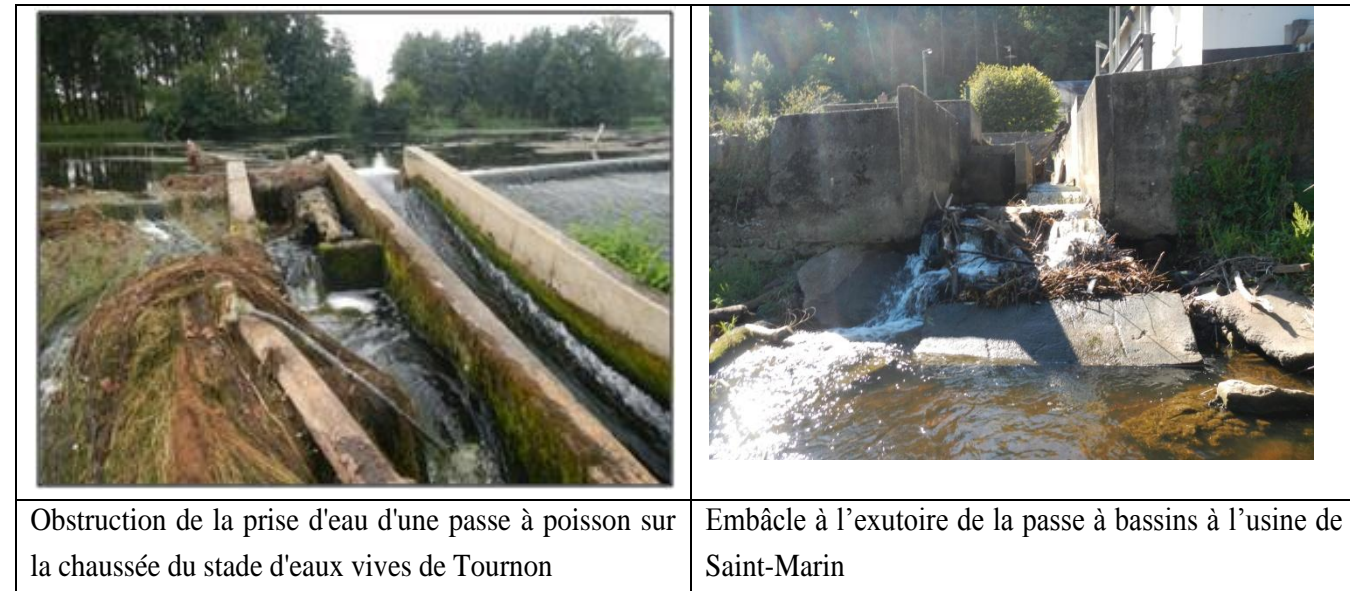 Obstruction de la prise d'eau d'une passe à poisson sur
la chaussée du stade d'eaux vives de Tournon
Embâcle à l’exutoire de la passe à bassins à l’usine de
Saint-Marin